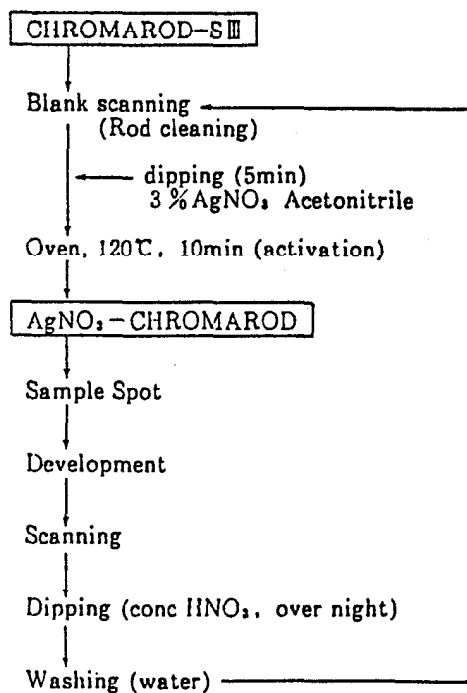 CHROMAROD-SⅢ
Blank scanning
(Rod cleaning)
dipping (5min)
3%AgNO₃ Acetonitrile
Oven, 120℃, 10min (activation)
AgNO₃-CHROMAROD
Sample Spot
Development
Scanning
Dipping (conc HNO₃, over night)
Washing (water)